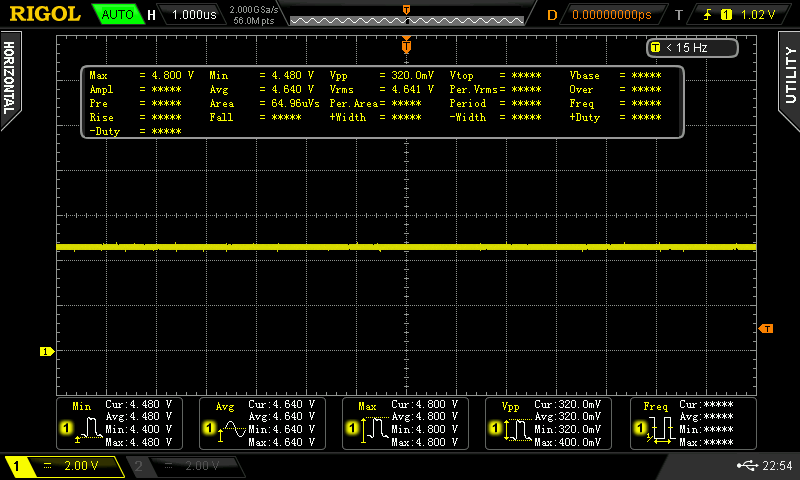 RIGOL AUTO H 1.000us 2.000GSa/s 56.0M pts T D 0.00000000ps T 1 1.02 V
HORIZONTAL
UTILITY
T
T < 15 Hz
Max = 4.800 V Min = 4.480 V Vpp = 320.0mV Vtop = ***** Vbase = *****
Ampl = ***** Avg = 4.640 V Vrms = 4.641 V Per.Vrms= ***** Over = *****
Pre = ***** Area = 64.96uVs Per.Area= ***** Period = ***** Freq = *****
Rise = ***** Fall = ***** +Width = ***** -Width = ***** +Duty = *****
-Duty = *****
T
1
Min Cur:4.480 V
Avg:4.480 V
1 Min:4.400 V
Max:4.480 V
Avg Cur:4.640 V
Avg:4.640 V
1 Min:4.640 V
Max:4.640 V
Max Cur:4.800 V
Avg:4.800 V
1 Min:4.800 V
Max:4.800 V
Vpp Cur:320.0mV
Avg:320.0mV
1 Min:320.0mV
Max:400.0mV
Freq Cur:*****
Avg:*****
1 Min:*****
Max:*****
1 2.00 V 2 2.00 V 22:54